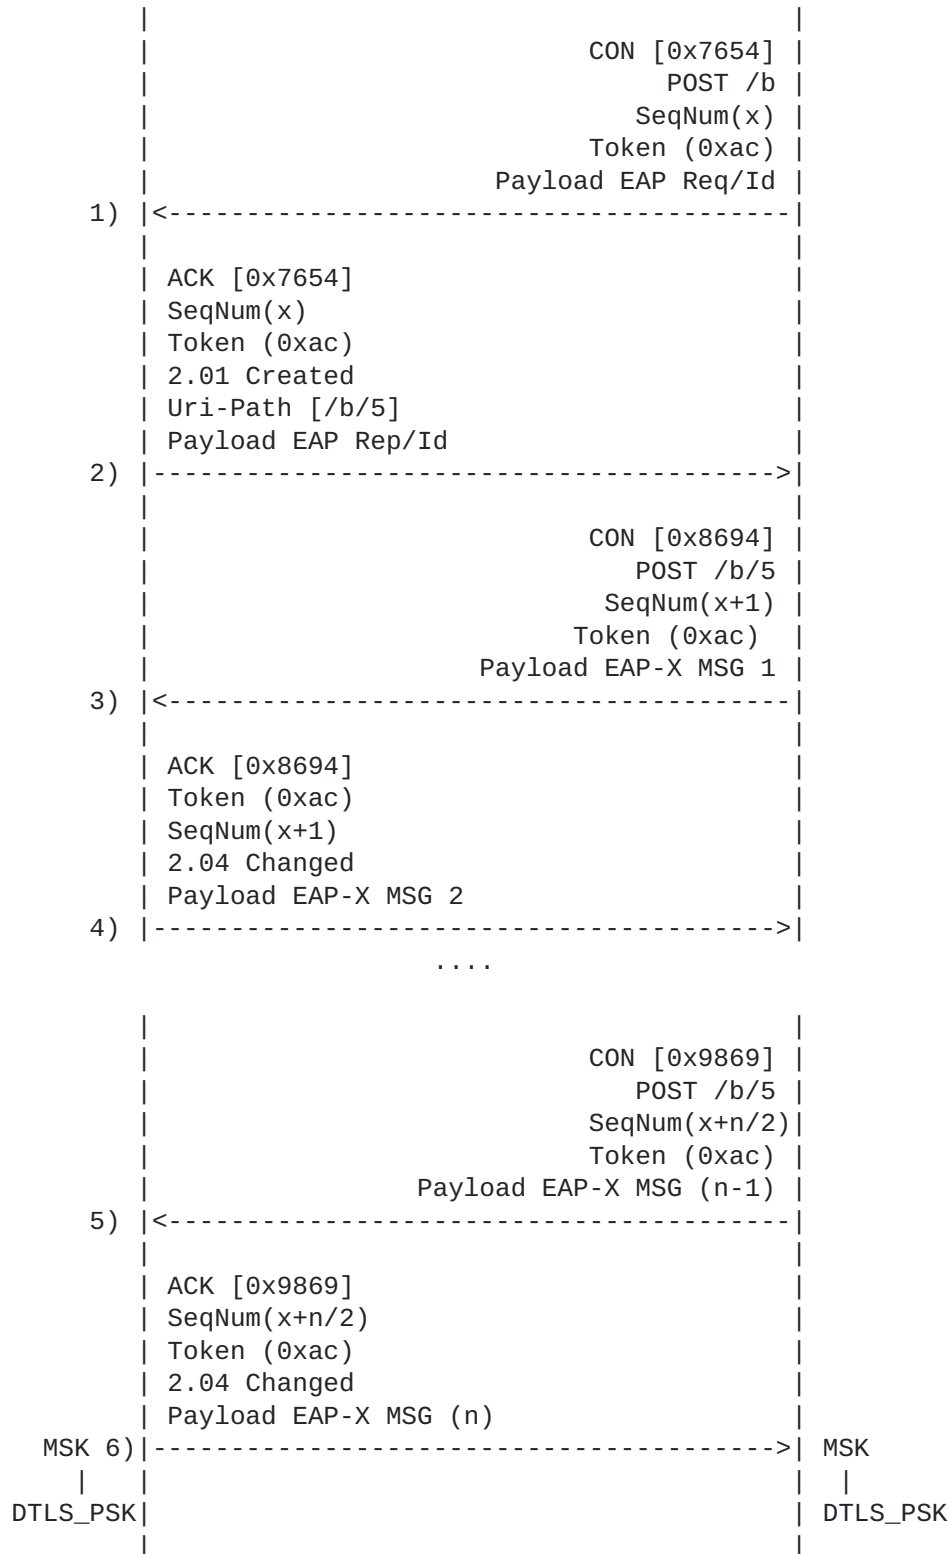 CON [0x7654]
POST /b
SeqNum(x)
Token (0xac)
Payload EAP Req/Id
1) |<----------------------------------------|
ACK [0x7654]
SeqNum(x)
Token (0xac)
2.01 Created
Uri-Path [/b/5]
Payload EAP Rep/Id
2) |---------------------------------------->|
CON [0x8694]
POST /b/5
SeqNum(x+1)
Token (0xac)
Payload EAP-X MSG 1
3) |<----------------------------------------|
ACK [0x8694]
Token (0xac)
SeqNum(x+1)
2.04 Changed
Payload EAP-X MSG 2
4) |---------------------------------------->|
....
CON [0x9869]
POST /b/5
SeqNum(x+n/2)
Token (0xac)
Payload EAP-X MSG (n-1)
5) |<----------------------------------------|
ACK [0x9869]
SeqNum(x+n/2)
Token (0xac)
2.04 Changed
Payload EAP-X MSG (n)
MSK 6)|---------------------------------------->| MSK
DTLS_PSK| | DTLS_PSK